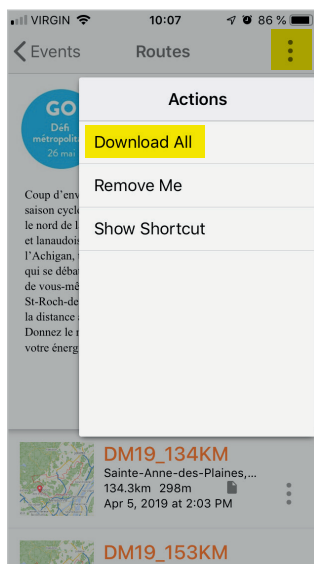 VIRGIN 10:07 86 %
Events Routes
Actions
Download All
Remove Me
Show Shortcut
GO
Défi
métropolit
26 mai
Coup d'env
saison cycl
le nord de l
et lanaudois
l'Achigan,
qui se débat
de vous-mê
St-Roch-de
la distance
Donnez le
votre énerg
DM19_134KM
Sainte-Anne-des-Plaines,...
134.3km 298m
Apr 5, 2019 at 2:03 PM
DM19_153KM